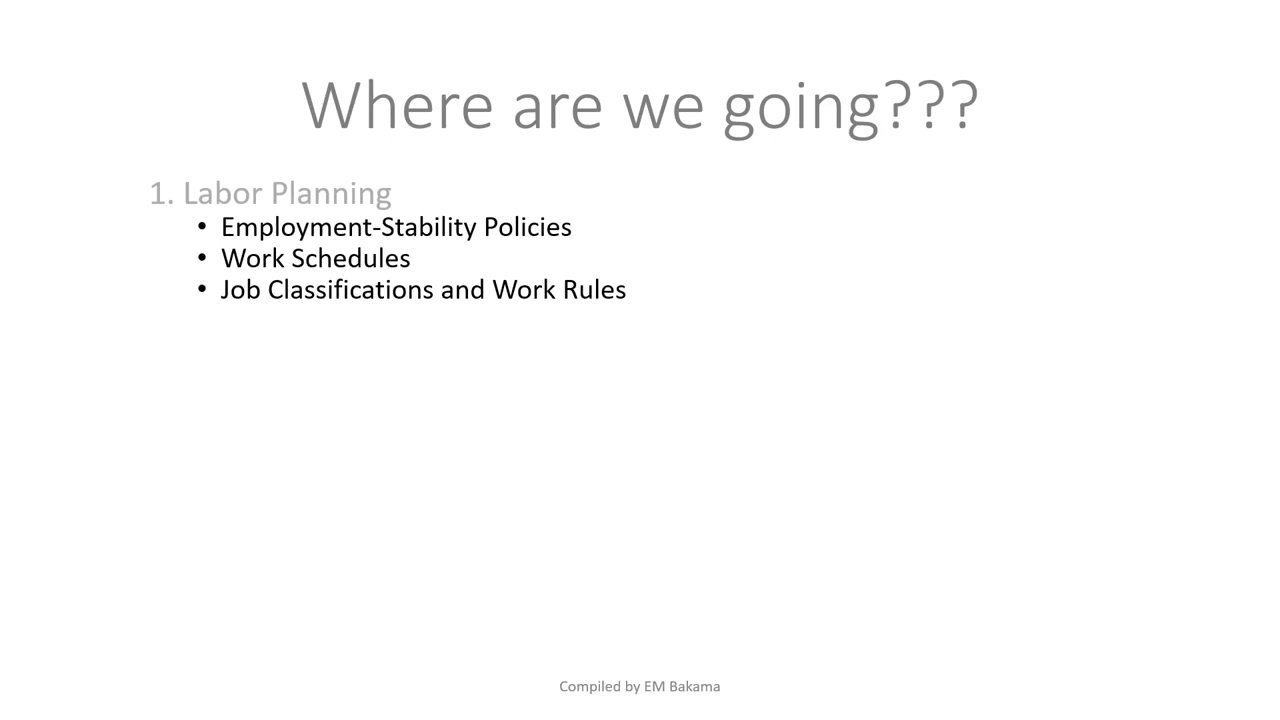 Where are we going???
1. Labor Planning
• Employment-Stability Policies
• Work Schedules
• Job Classifications and Work Rules
Compiled by EM Bakama